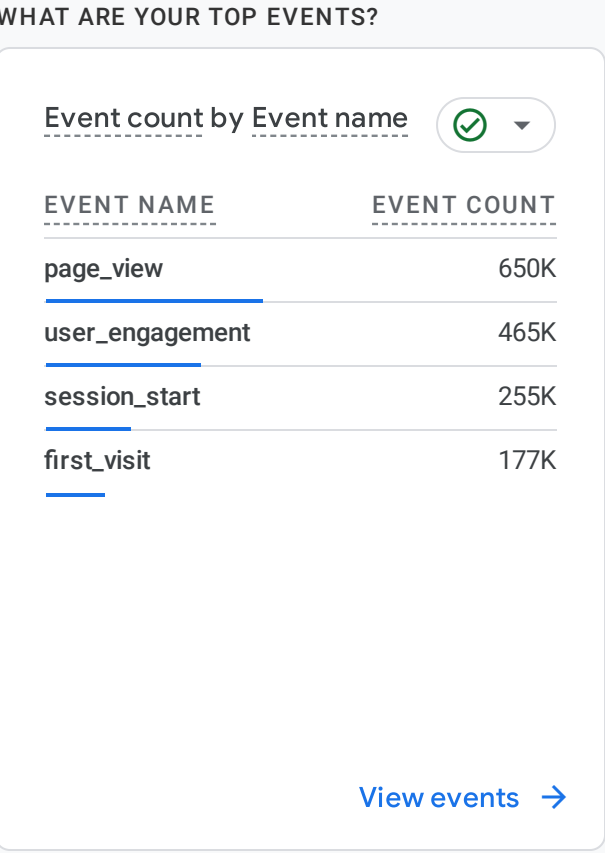 WHAT ARE YOUR TOP EVENTS?
Event count by Event name
EVENT NAME EVENT COUNT
page_view 650K
user_engagement 465K
session_start 255K
first_visit 177K
View events